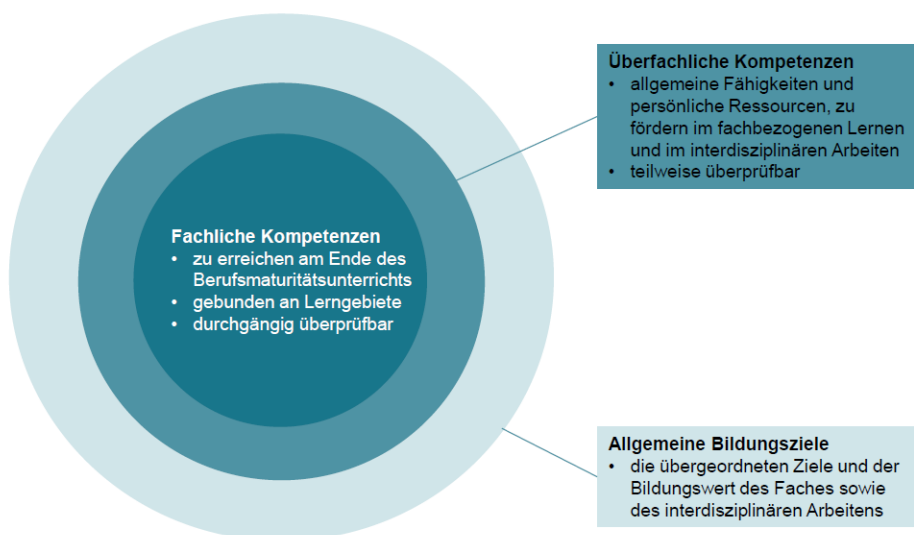 Überfachliche Kompetenzen
• allgemeine Fähigkeiten und
persönliche Ressourcen, zu
fördern im fachbezogenen Lernen
und im interdisziplinären Arbeiten
• teilweise überprüfbar
Fachliche Kompetenzen
• zu erreichen am Ende des
Berufsmaturitätsunterrichts
• gebunden an Lerngebiete
• durchgängig überprüfbar
Allgemeine Bildungsziele
• die übergeordneten Ziele und der
Bildungswert des Faches sowie
des interdisziplinären Arbeitens